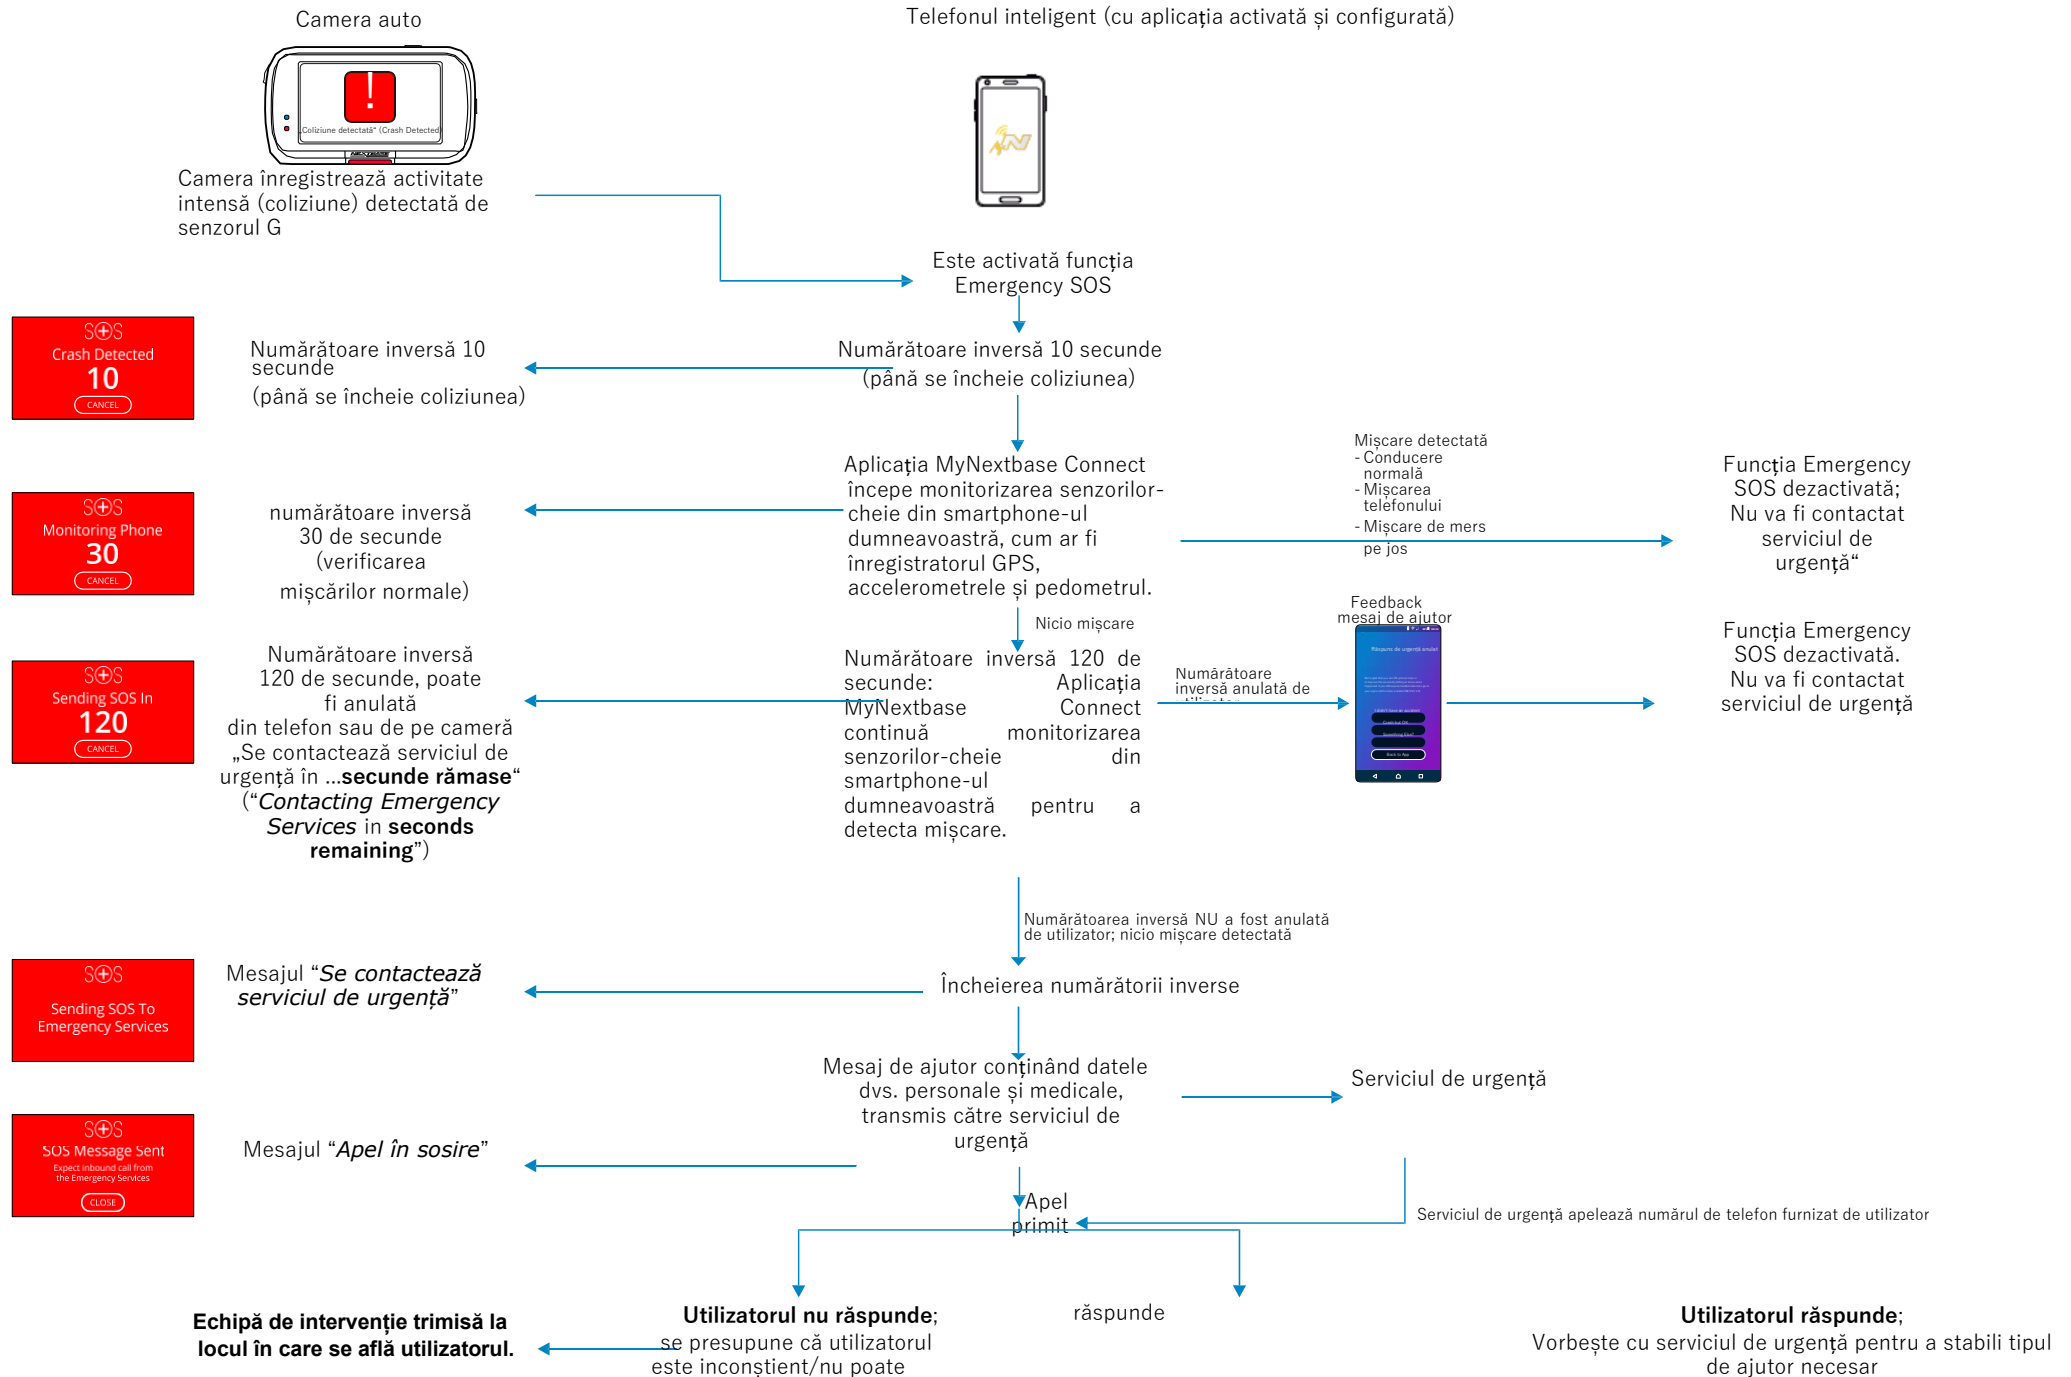 Camera auto
Telefonul inteligent (cu aplicația activată și configurată)
!
„Coliziune detectată“ (Crash Detected)
NEXTBASE
Camera înregistrează activitate
intensă (coliziune) detectată de
senzorul G
Este activată funcția
Emergency SOS
SOS
Crash Detected
10
CANCEL
Numărătoare inversă 10
secunde
(până se încheie coliziunea)
Numărătoare inversă 10 secunde
(până se încheie coliziunea)
SOS
Monitoring Phone
30
CANCEL
numărătoare inversă
30 de secunde
(verificarea
mișcărilor normale)
Aplicația MyNextbase Connect
începe monitorizarea senzorilor-
cheie din smartphone-ul
dumneavoastră, cum ar fi
înregistratorul GPS,
accelerometrele și pedometrul.
Mișcare detectată
- Conducere
normală
- Mișcarea
telefonului
- Mișcare de mers
pe jos
Funcția Emergency
SOS dezactivată;
Nu va fi contactat
serviciul de
urgență“
Nicio mișcare
SOS
Sending SOS In
120
CANCEL
Numărătoare inversă
120 de secunde, poate
fi anulată
din telefon sau de pe cameră
„Se contactează serviciul de
urgență în ...secunde rămase“
(“Contacting Emergency
Services in seconds
remaining”)
Numărătoare inversă 120 de
secunde: Aplicația
MyNextbase Connect
continuă monitorizarea
senzorilor-cheie din
smartphone-ul
dumneavoastră pentru a
detecta mișcare.
Numărătoare
inversă anulată de
utilizator
Feedback
mesaj de ajutor
Răspuns de urgență anulat
Something Else?
Back to App
Funcția Emergency
SOS dezactivată.
Nu va fi contactat
serviciul de urgență
Numărătoarea inversă NU a fost anulată
de utilizator; nicio mișcare detectată
SOS
Sending SOS To
Emergency Services
Mesajul “Se contactează
serviciul de urgență”
Încheierea numărătorii inverse
Mesaj de ajutor conținând datele
dvs. personale și medicale,
transmis către serviciul de
urgență
Serviciul de urgență
SOS
SOS Message Sent
Expect inbound call from
the Emergency Services
CLOSE
Mesajul “Apel în sosire”
Apel
primit
Serviciul de urgență apelează numărul de telefon furnizat de utilizator
Echipă de intervenție trimisă la
locul în care se află utilizatorul.
Utilizatorul nu răspunde;
se presupune că utilizatorul
este inconștient/nu poate
răspunde
Utilizatorul răspunde;
Vorbește cu serviciul de urgență pentru a stabili tipul
de ajutor necesar